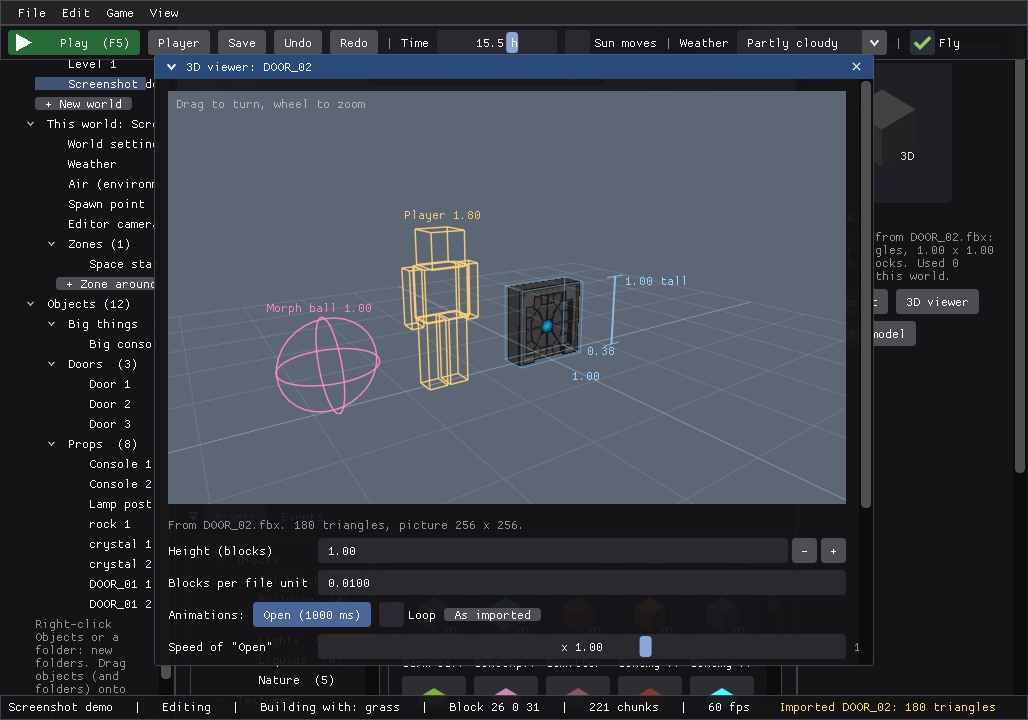 File Edit Game View
Play (F5) Player Save Undo Redo | Time 15.5 h Sun moves | Weather Partly cloudy | Fly
3D viewer: DOOR_02
Level 1
Screenshot de
+ New world
This world: Scre
World settin
Weather
Air (environm
Spawn point
Editor camera
Zones (1)
Space sta
+ Zone around
Objects (12)
Big things
Big conso
Doors (3)
Door 1
Door 2
Door 3
Props (8)
Console 1
Console 2
Lamp post
rock 1
crystal 1
crystal 2
DOOR_01 1
DOOR_01 2
Right-click
Objects or a
folder: new
folders. Drag
objects (and
folders) onto
Drag to turn, wheel to zoom
Player 1.80
Morph ball 1.00
1.00 tall
0.38
1.00
From DOOR_02.fbx. 180 triangles, picture 256 x 256.
Height (blocks) 1.00 - +
Blocks per file unit 0.0100
Animations: Open (1000 ms) Loop As imported
Speed of "Open" x 1.00 1
Nature (5)
3D
from DOOR_02.fbx:
gles, 1.00 x 1.00
ocks. Used 0
this world.
t 3D viewer
model
Screenshot demo | Editing | Building with: grass | Block 26 0 31 | 221 chunks | 60 fps Imported DOOR_02: 180 triangles